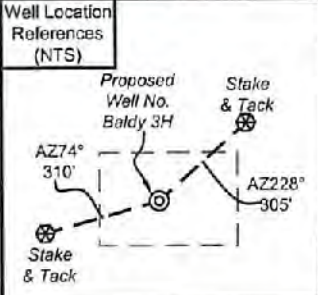 Well Location
References
(NTS)
Proposed
Well No.
Baldy 3H
Stake
& Tack
AZ74°
310'
AZ228°
305'
Stake
& Tack